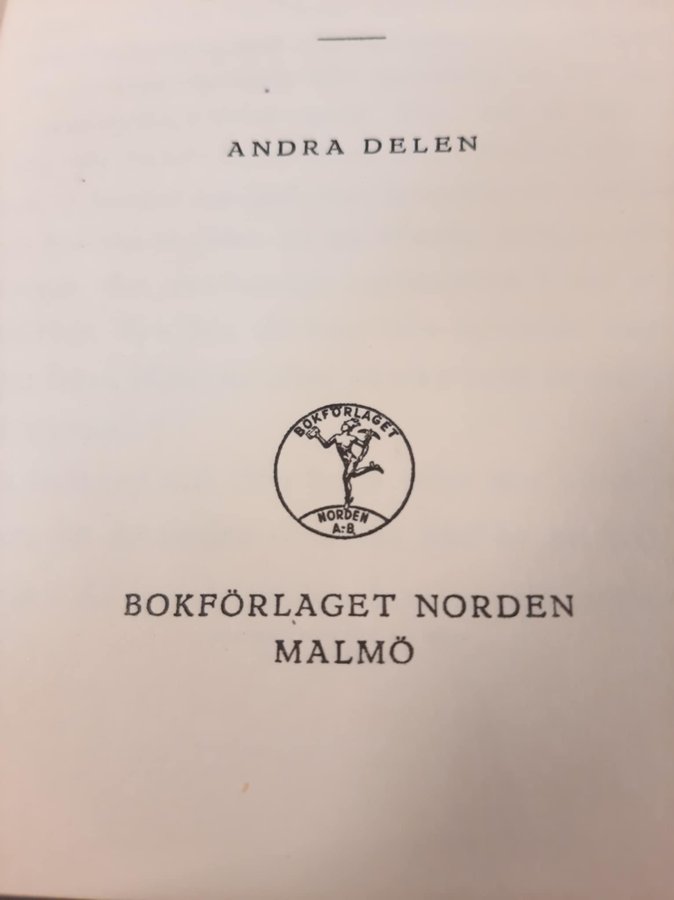 ANDRA DELEN
BOKFÖRLAGET
NORDEN
A.-B.
BOKFÖRLAGET NORDEN
MALMÖ